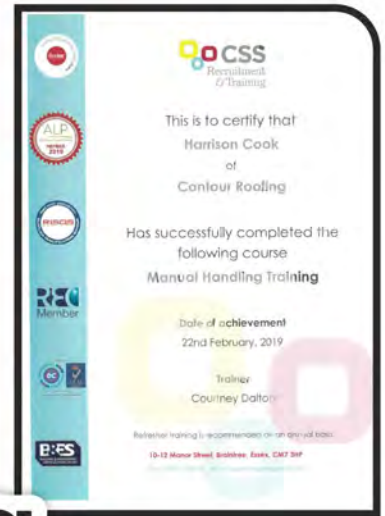 CSS
Recruitment
& Training
This is to certify that
Harrison Cook
of
Contour Roofing
Has successfully completed the
following course
Manual Handling Training
Date of achievement
22nd February, 2019
Trainer
Courtney Dalton
Refresher training is recommended on an annual basis
10-12 Manor Street, Braintree, Essex, CM7 3HP
ALP
RISQS
REC
Member